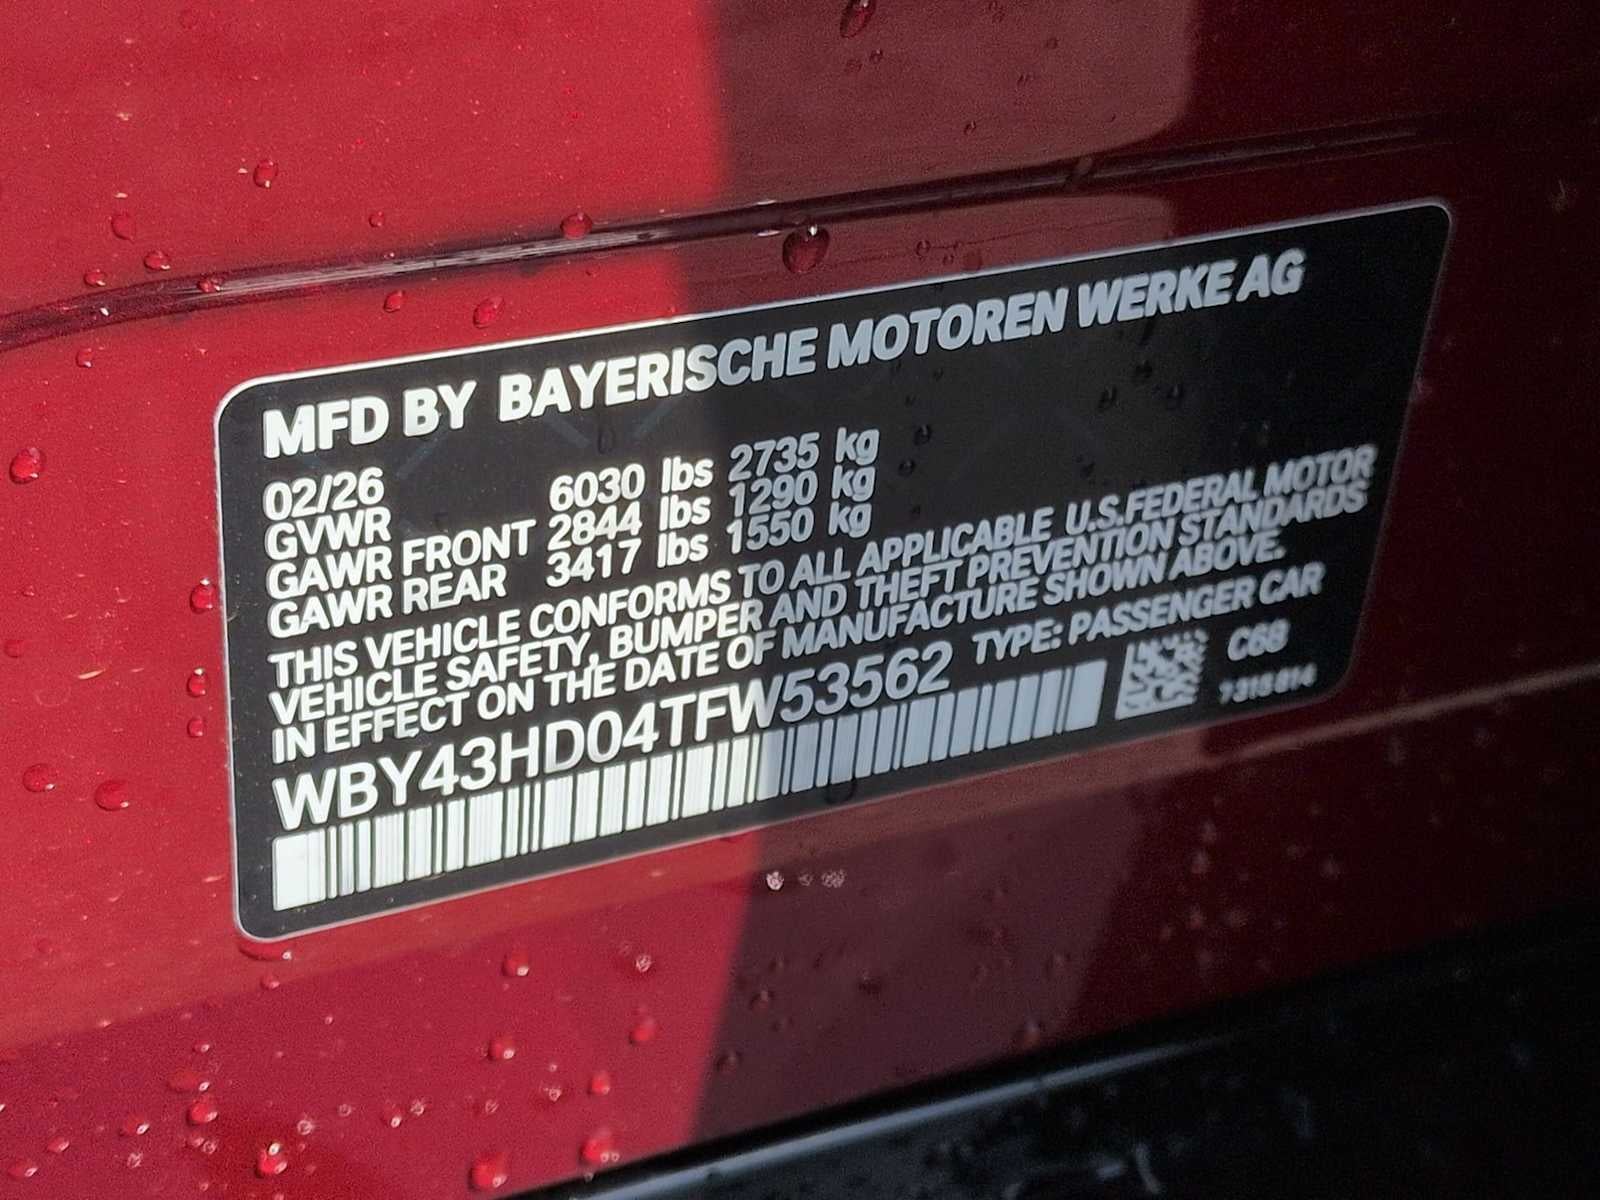 MFD BY BAYERISCHE MOTOREN WERKE AG
02/26
GVWR 6030 lbs 2735 kg
GAWR FRONT 2844 lbs 1290 kg
GAWR REAR 3417 lbs 1550 kg
THIS VEHICLE CONFORMS TO ALL APPLICABLE U.S.FEDERAL MOTOR
VEHICLE SAFETY, BUMPER AND THEFT PREVENTION STANDARDS
IN EFFECT ON THE DATE OF MANUFACTURE SHOWN ABOVE.
WBY43HD04TFW53562 TYPE: PASSENGER CAR
C68